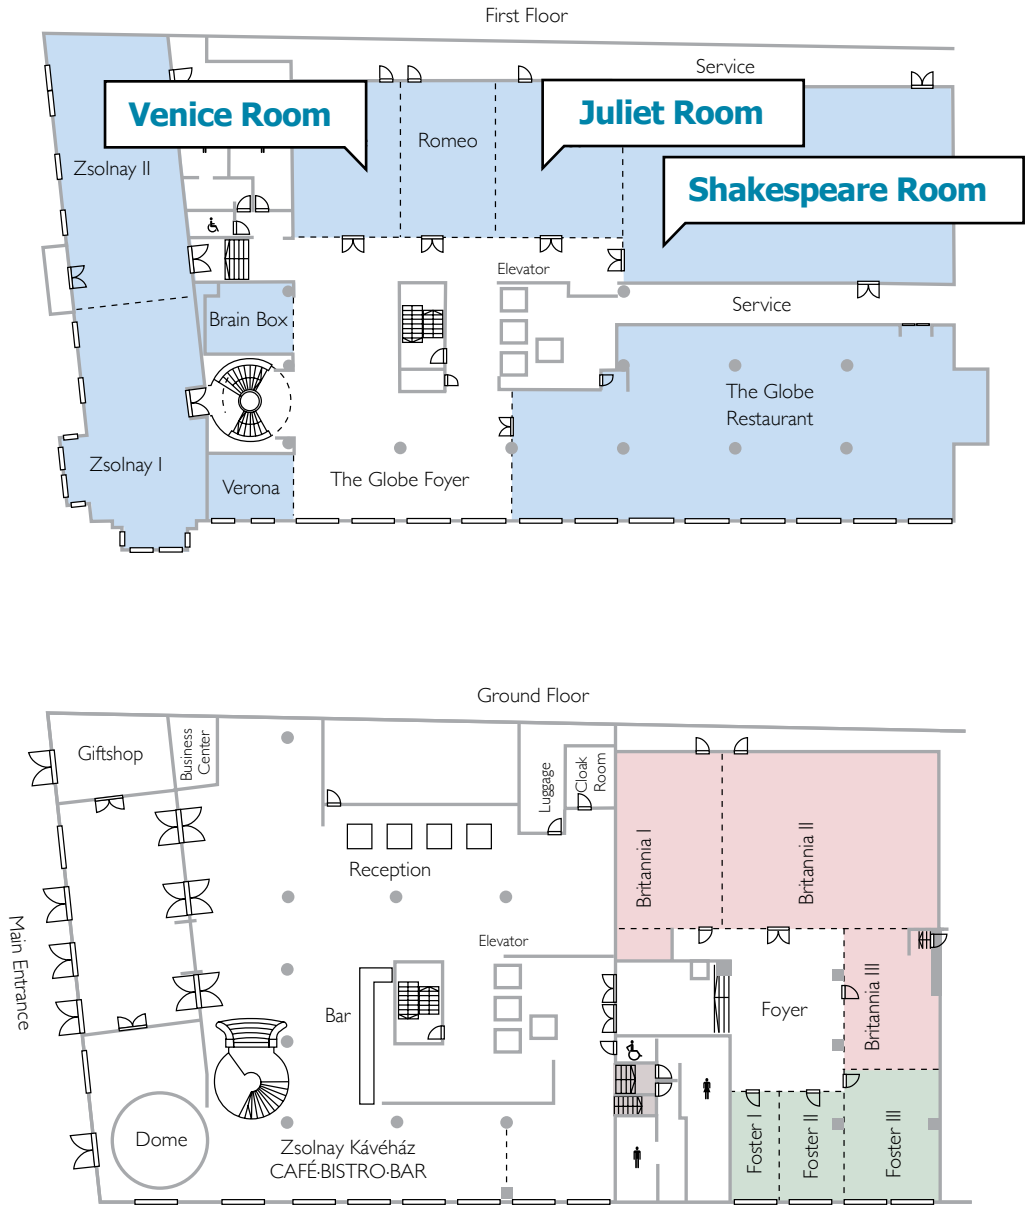 First Floor
Service
Venice Room
Juliet Room
Romeo
Zsolnay II
Shakespeare Room
Elevator
Service
Brain Box
The Globe
Restaurant
Zsolnay I
The Globe Foyer
Verona
Ground Floor
Giftshop
Business
Center
Luggage
Cloak
Room
Britannia I
Britannia II
Reception
Main Entrance
Elevator
Bar
Foyer
Britannia III
Dome
Zsolnay Kávéház
CAFÉ·BISTRO·BAR
Foster I
Foster II
Foster III